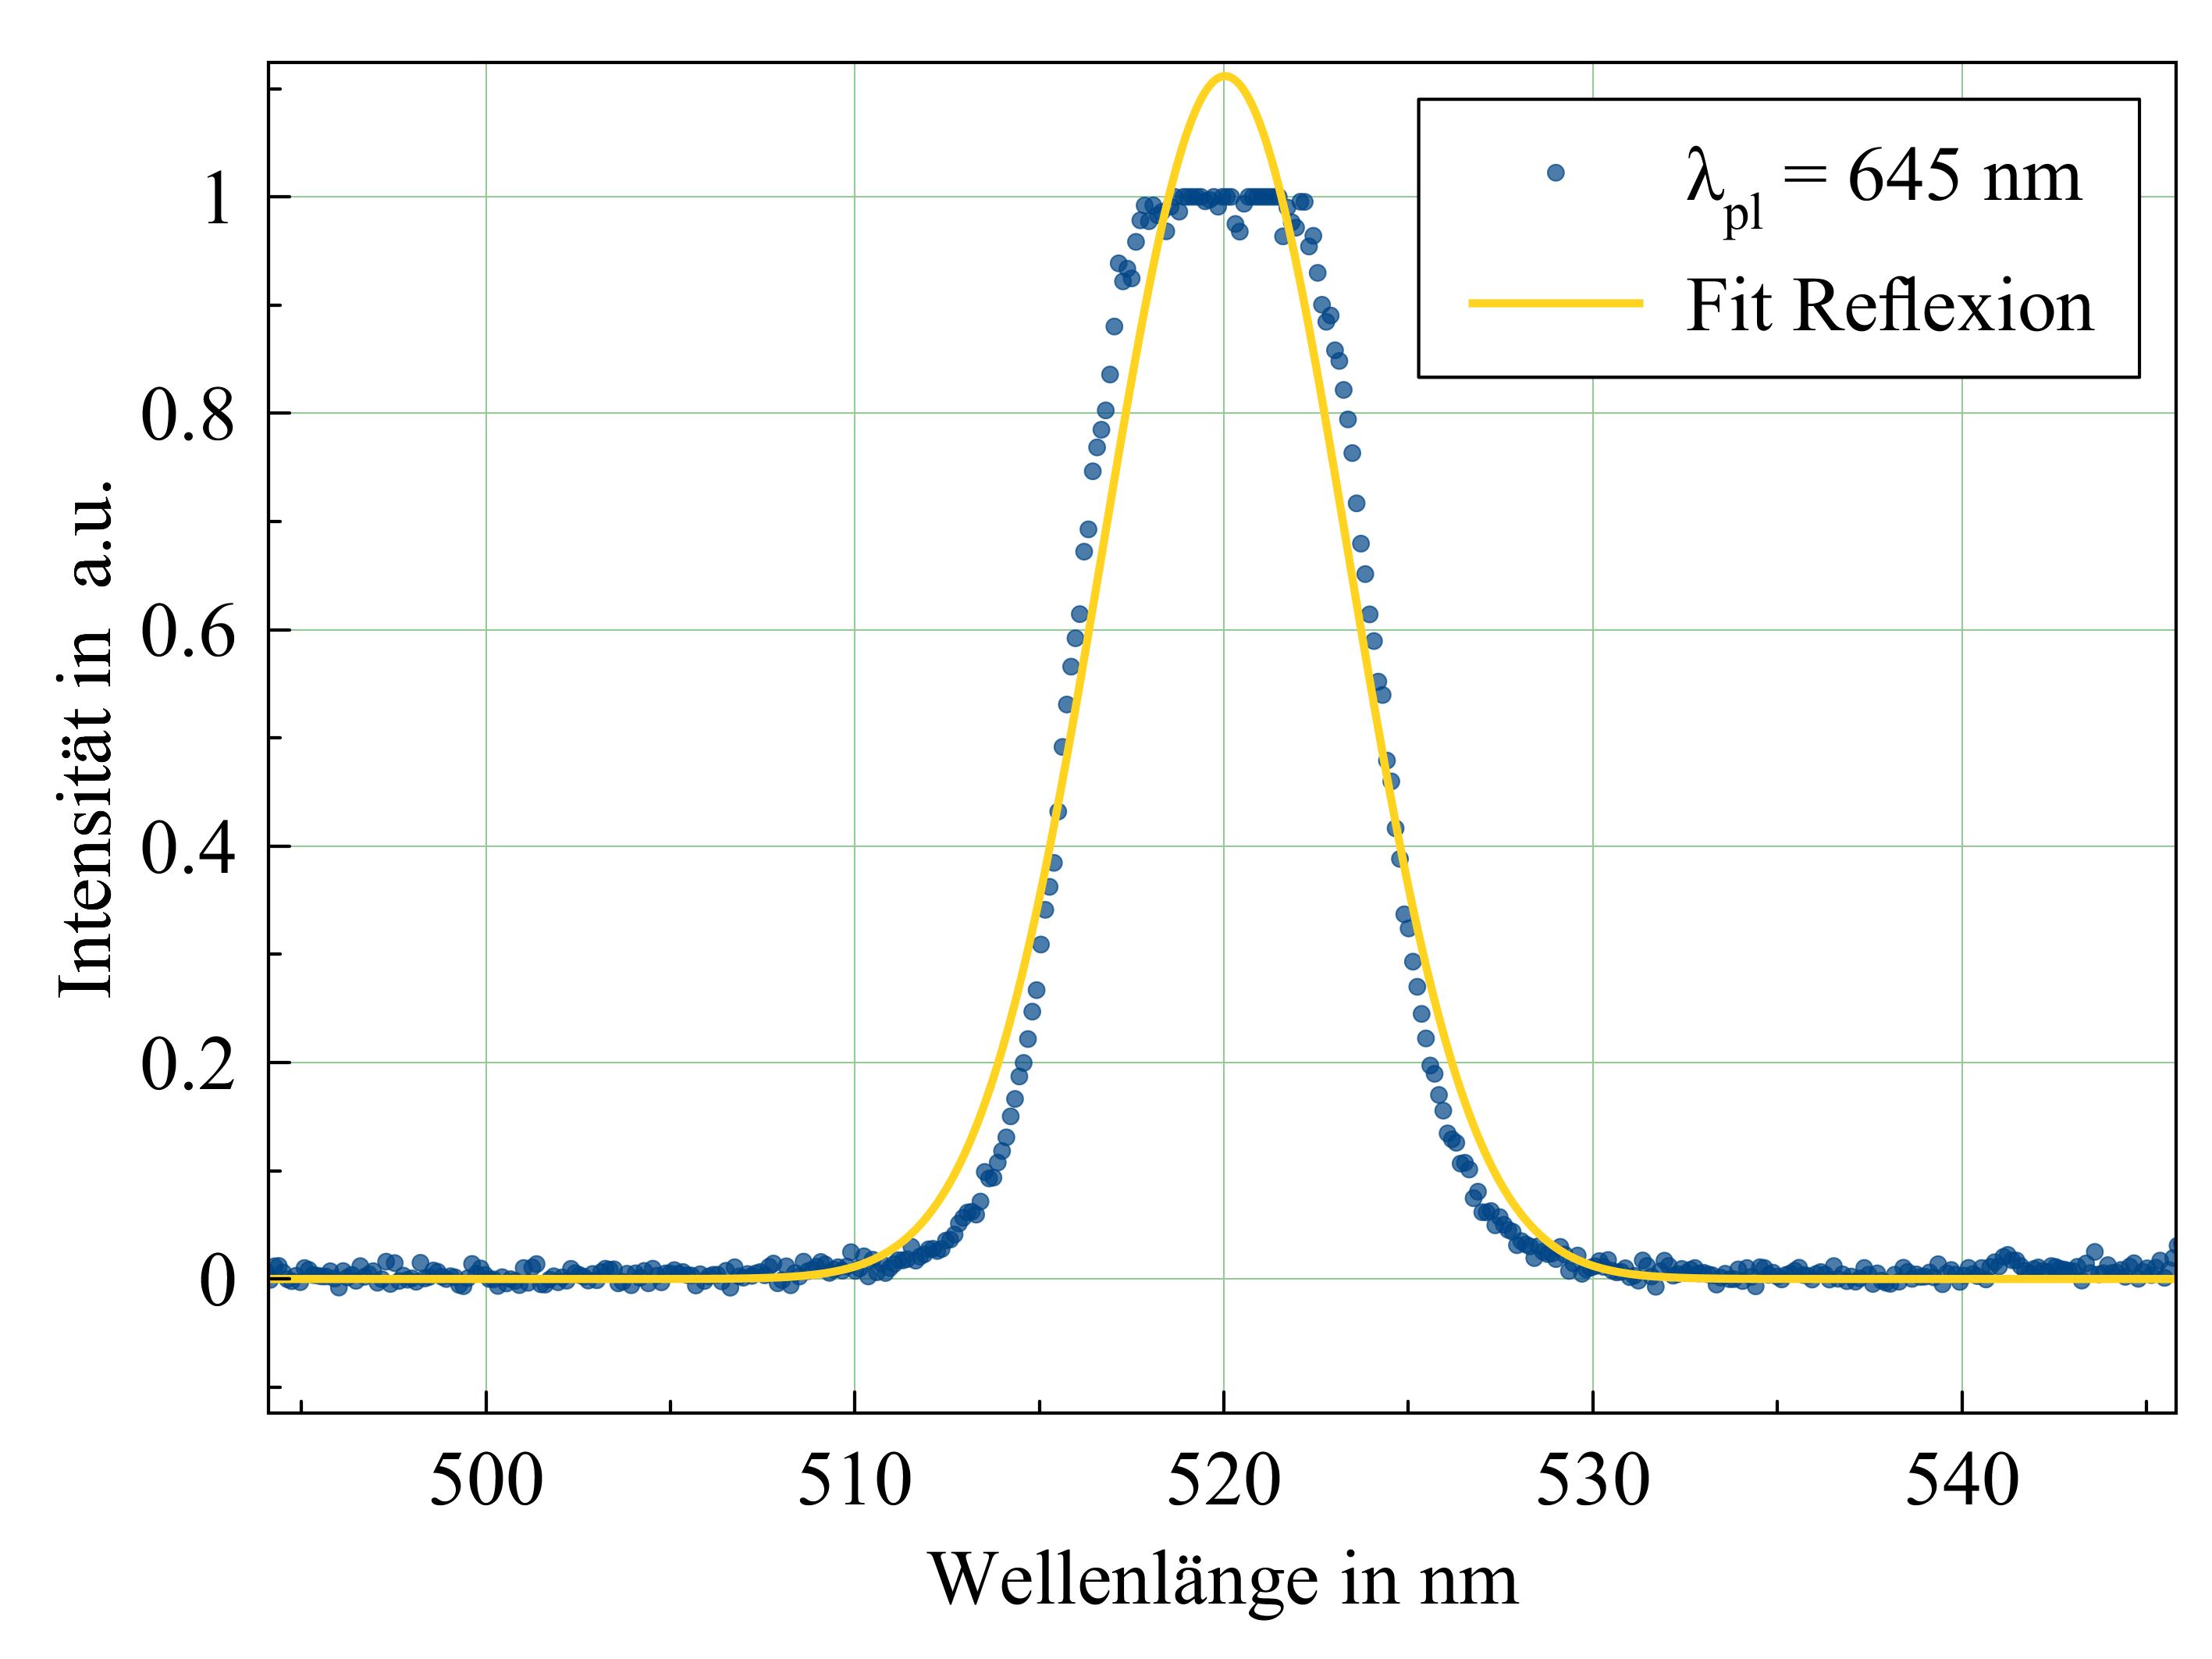 λpl = 645 nm
Fit Reflexion
1
0.8
0.6
0.4
0.2
0
Intensität in a.u.
500 510 520 530 540
Wellenlänge in nm